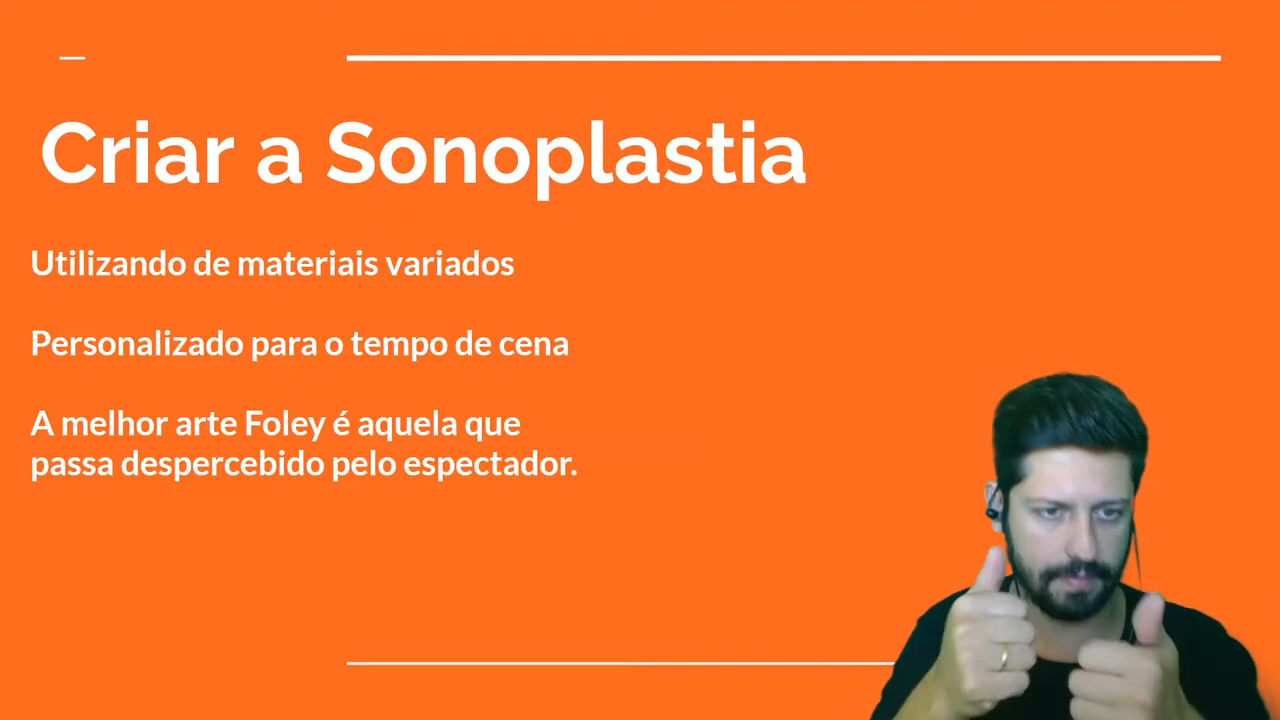 Criar a Sonoplastia
Utilizando de materiais variados
Personalizado para o tempo de cena
A melhor arte Foley é aquela que
passa despercebido pelo espectador.